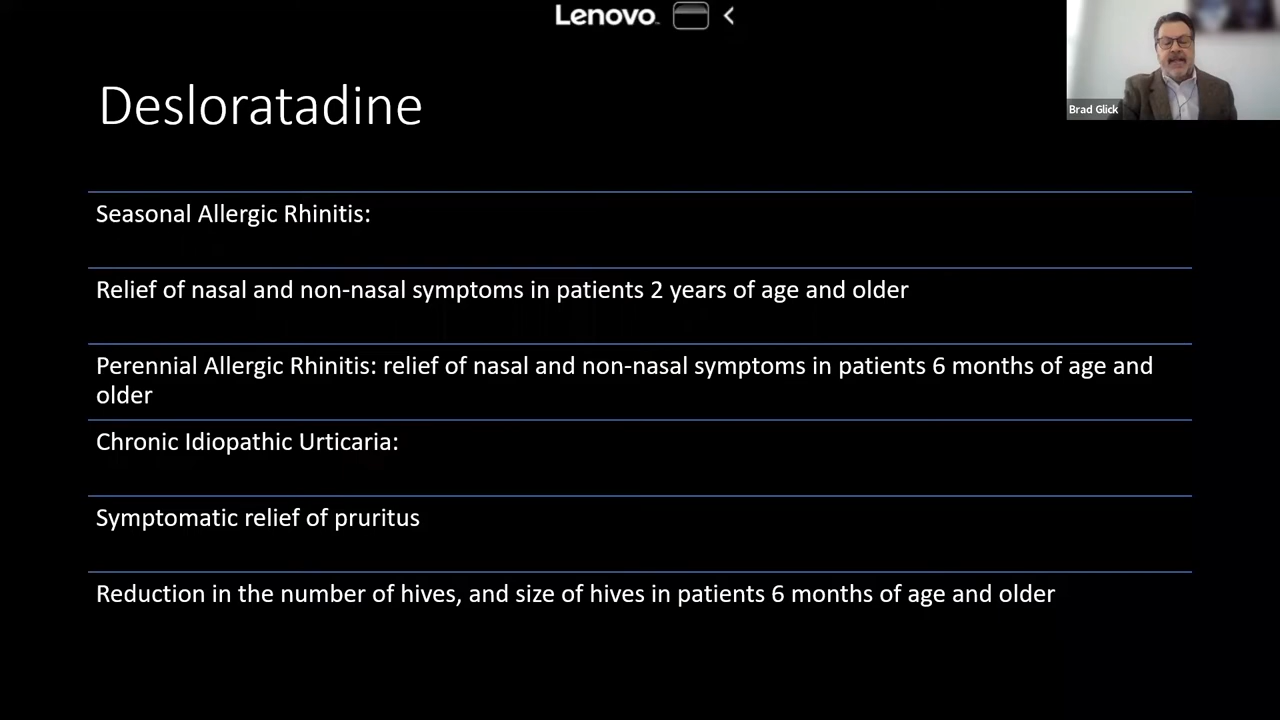 Lenovo
Brad Glick
Desloratadine
Seasonal Allergic Rhinitis:
Relief of nasal and non-nasal symptoms in patients 2 years of age and older
Perennial Allergic Rhinitis: relief of nasal and non-nasal symptoms in patients 6 months of age and
older
Chronic Idiopathic Urticaria:
Symptomatic relief of pruritus
Reduction in the number of hives, and size of hives in patients 6 months of age and older